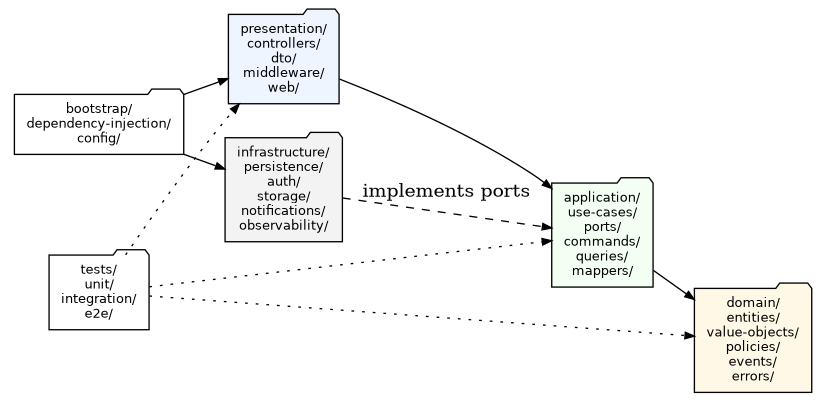 presentation/
controllers/
dto/
middleware/
web/
bootstrap/
dependency-injection/
config/
infrastructure/
persistence/
auth/
storage/
notifications/
observability/
implements ports
application/
use-cases/
ports/
commands/
queries/
mappers/
tests/
unit/
integration/
e2e/
domain/
entities/
value-objects/
policies/
events/
errors/